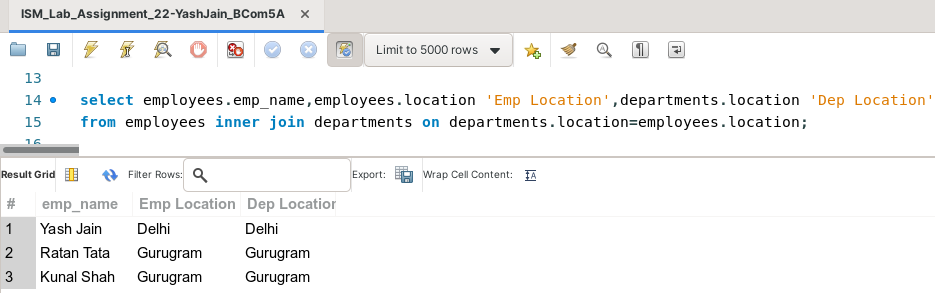 ISM_Lab_Assignment_22-YashJain_BCom5A ×
Limit to 5000 rows
13
14 select employees.emp_name,employees.location 'Emp Location',departments.location 'Dep Location'
15 from employees inner join departments on departments.location=employees.location;
16
Result Grid Filter Rows: Export: Wrap Cell Content: IA
# emp_name Emp Location Dep Location
1 Yash Jain Delhi Delhi
2 Ratan Tata Gurugram Gurugram
3 Kunal Shah Gurugram Gurugram